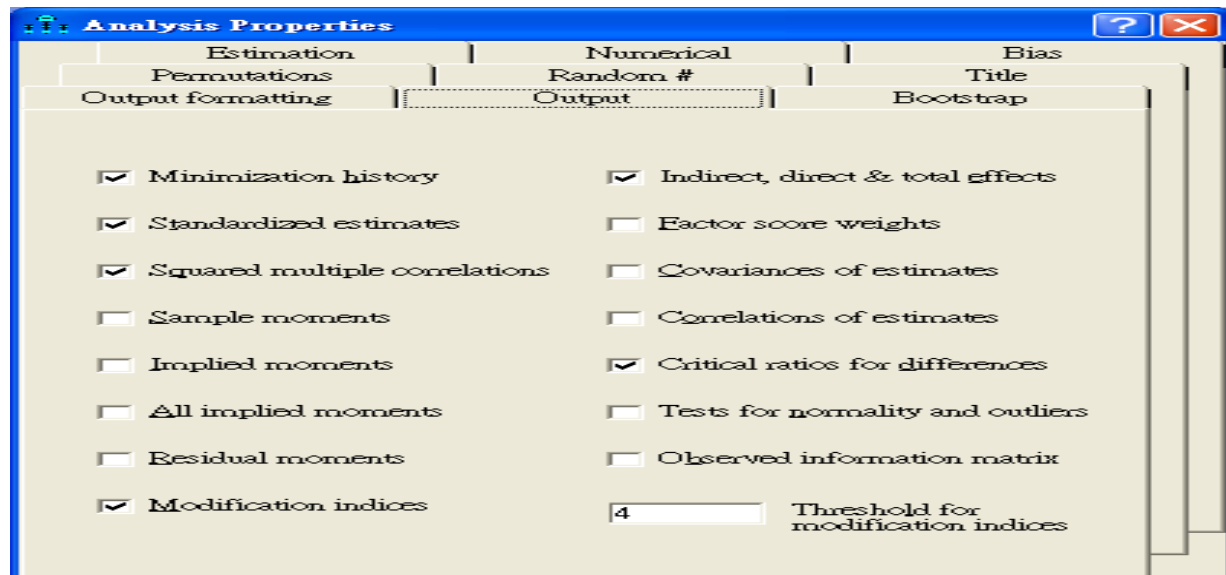 Analysis Properties
Estimation Numerical Bias
Permutations Random # Title
Output formatting Output Bootstrap
Minimization history
Standardized estimates
Squared multiple correlations
Sample moments
Implied moments
All implied moments
Residual moments
Modification indices
Indirect, direct & total effects
Factor score weights
Covariances of estimates
Correlations of estimates
Critical ratios for differences
Tests for normality and outliers
Observed information matrix
4 Threshold for
modification indices